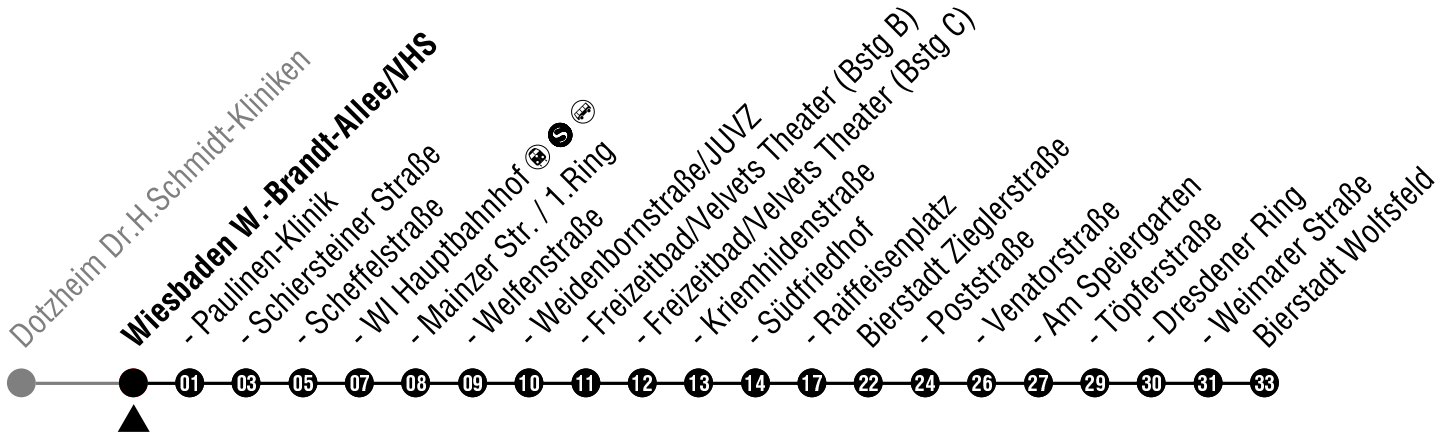 Dotzheim Dr.H.Schmidt-Kliniken
Wiesbaden W.-Brandt-Allee/VHS
- Paulinen-Klinik
- Schiersteiner Straße
- Scheffelstraße
- WI Hauptbahnhof S
- Mainzer Str. / 1.Ring
- Welfenstraße
- Weidenbornstraße/JUVZ
- Freizeitbad/Velvets Theater (Bstg B)
- Freizeitbad/Velvets Theater (Bstg C)
- Kriemhildenstraße
- Südfriedhof
- Raiffeisenplatz
Bierstadt Zieglerstraße
- Poststraße
- Venatorstraße
- Am Speiergarten
- Töpferstraße
- Dresdener Ring
- Weimarer Straße
Bierstadt Wolfsfeld
01 03 05 07 08 09 10 11 12 13 14 17 22 24 26 27 29 30 31 33